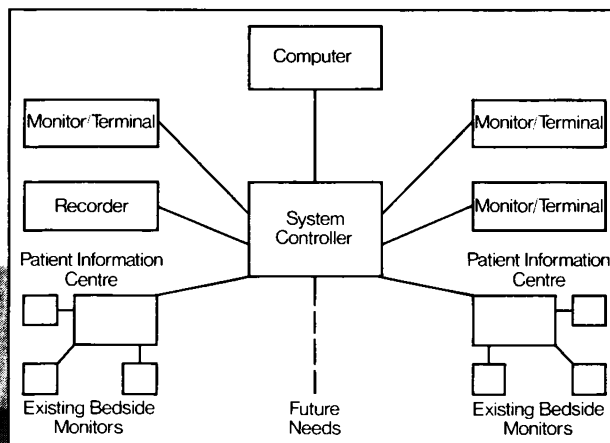 Computer
Monitor/Terminal
Monitor/Terminal
Recorder
System
Controller
Monitor/Terminal
Patient Information
Centre
Patient Information
Centre
Existing Bedside
Monitors
Future
Needs
Existing Bedside
Monitors